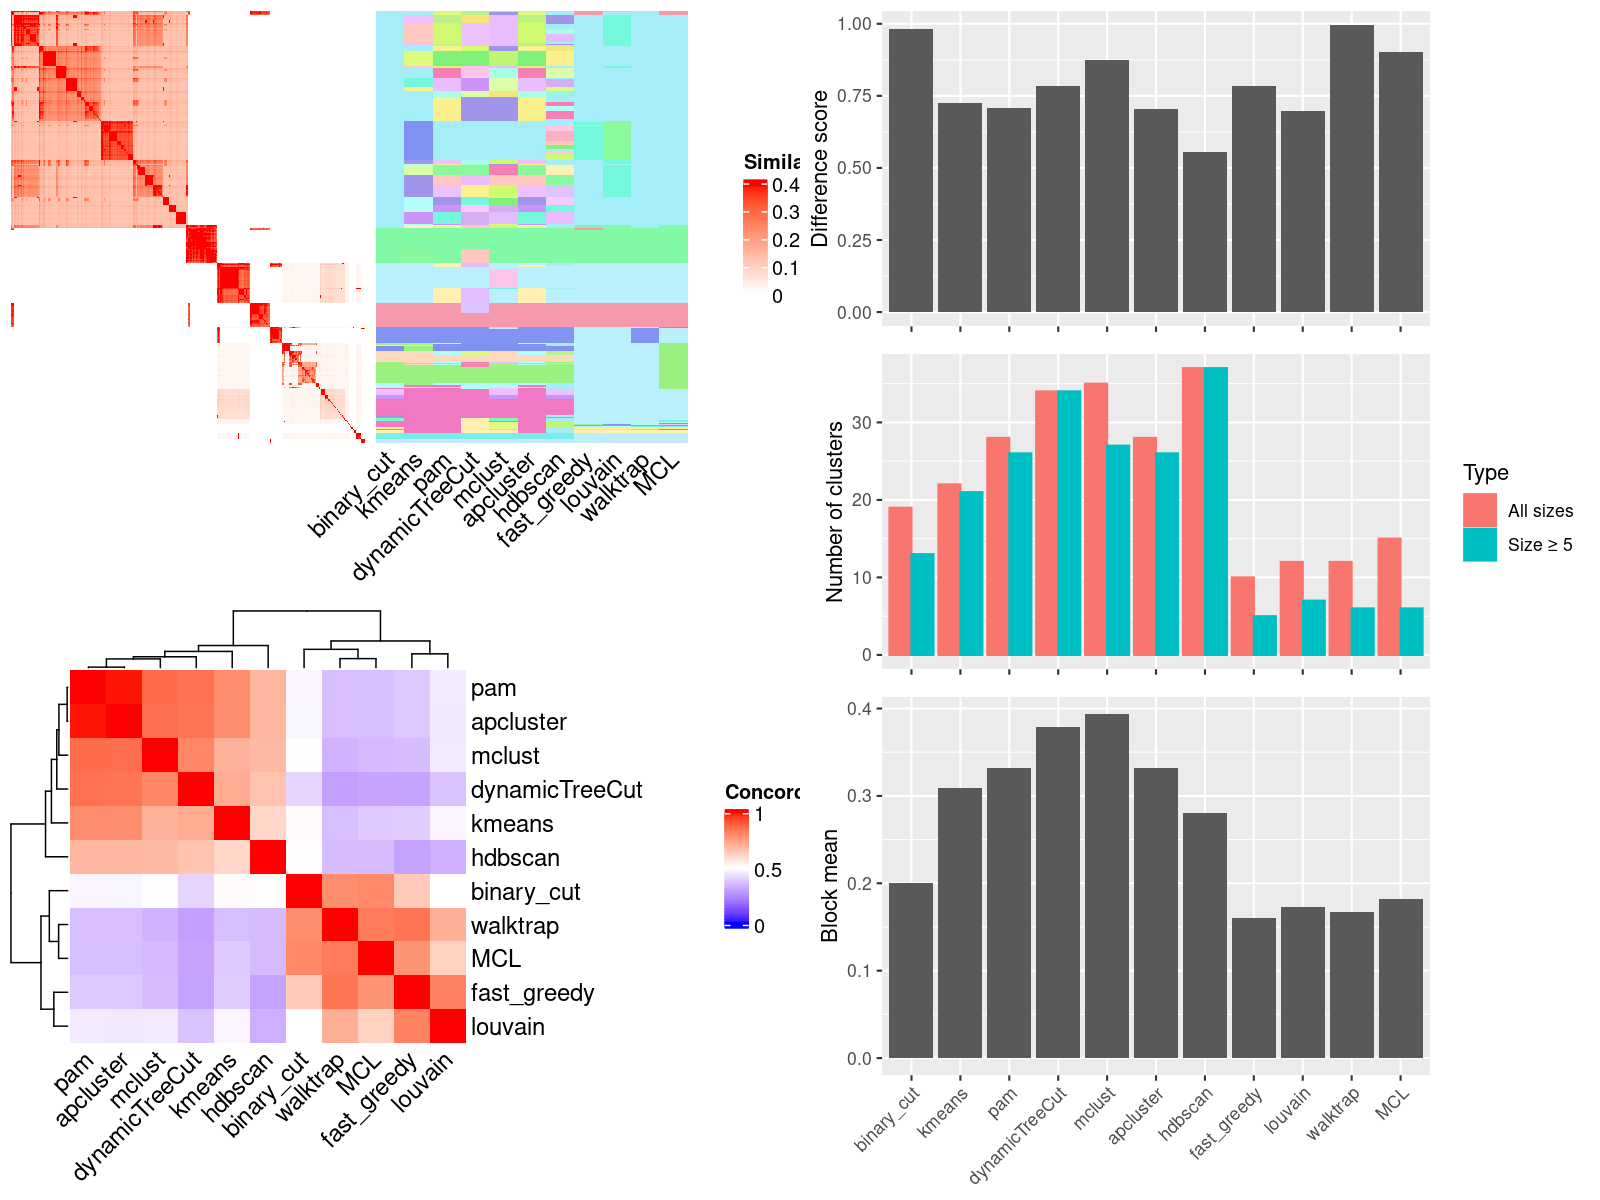 Simila
0.4
0.3
0.2
0.1
0
binary_cut
kmeans
pam
dynamicTreeCut
mclust
apcluster
hdbscan
fast_greedy
louvain
walktrap
MCL
pam
apcluster
mclust
dynamicTreeCut
kmeans
hdbscan
binary_cut
walktrap
MCL
fast_greedy
louvain
pam
apcluster
mclust
dynamicTreeCut
kmeans
hdbscan
binary_cut
walktrap
MCL
fast_greedy
louvain
Concord
1
0.5
0
Difference score
1.00
0.75
0.50
0.25
0.00
Number of clusters
30
20
10
0
Type
All sizes
Size ≥ 5
Block mean
0.4
0.3
0.2
0.1
0.0
binary_cut
kmeans
pam
dynamicTreeCut
mclust
apcluster
hdbscan
fast_greedy
louvain
walktrap
MCL